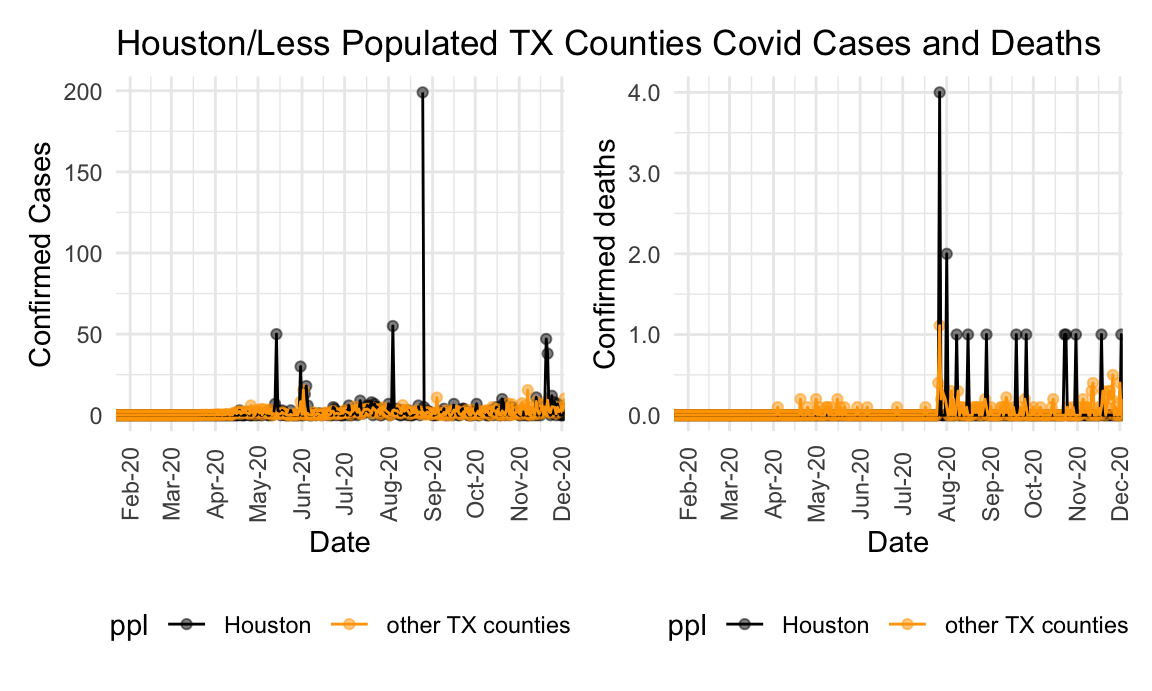 Houston/Less Populated TX Counties Covid Cases and Deaths
Confirmed Cases
200
150
100
50
0
Feb-20
Mar-20
Apr-20
May-20
Jun-20
Jul-20
Aug-20
Sep-20
Oct-20
Nov-20
Dec-20
Date
ppl Houston other TX counties
Confirmed deaths
4.0
3.0
2.0
1.0
0.0
Feb-20
Mar-20
Apr-20
May-20
Jun-20
Jul-20
Aug-20
Sep-20
Oct-20
Nov-20
Dec-20
Date
ppl Houston other TX counties